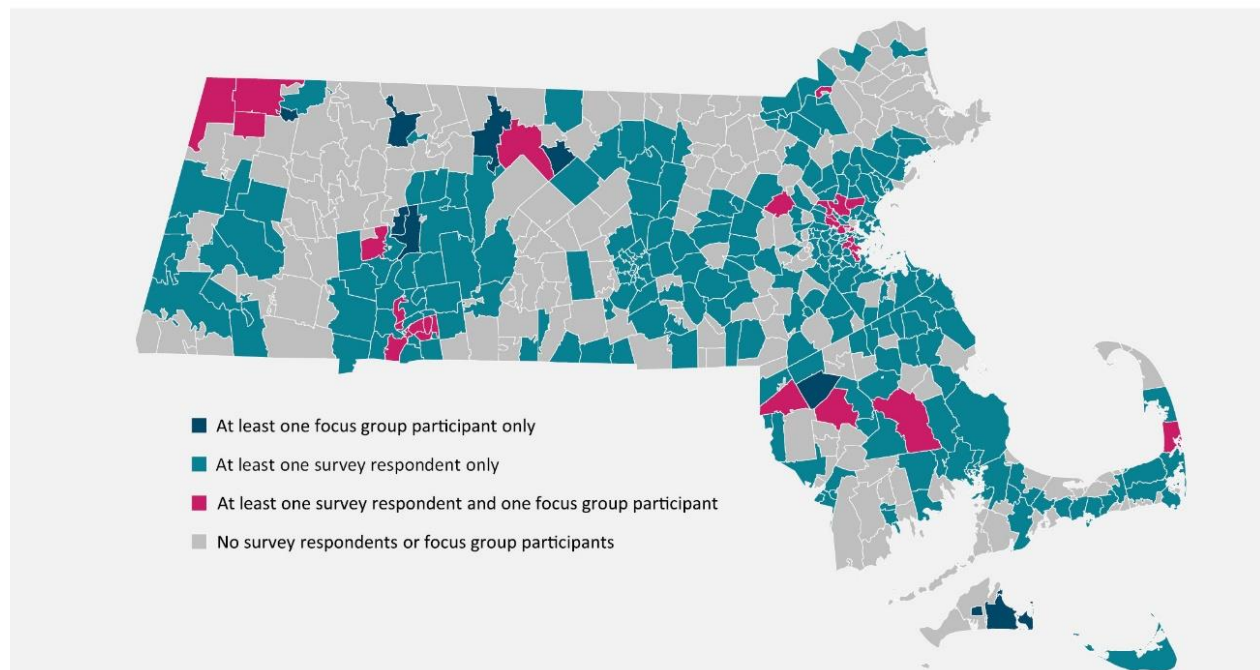 At least one focus group participant only
At least one survey respondent only
At least one survey respondent and one focus group participant
No survey respondents or focus group participants